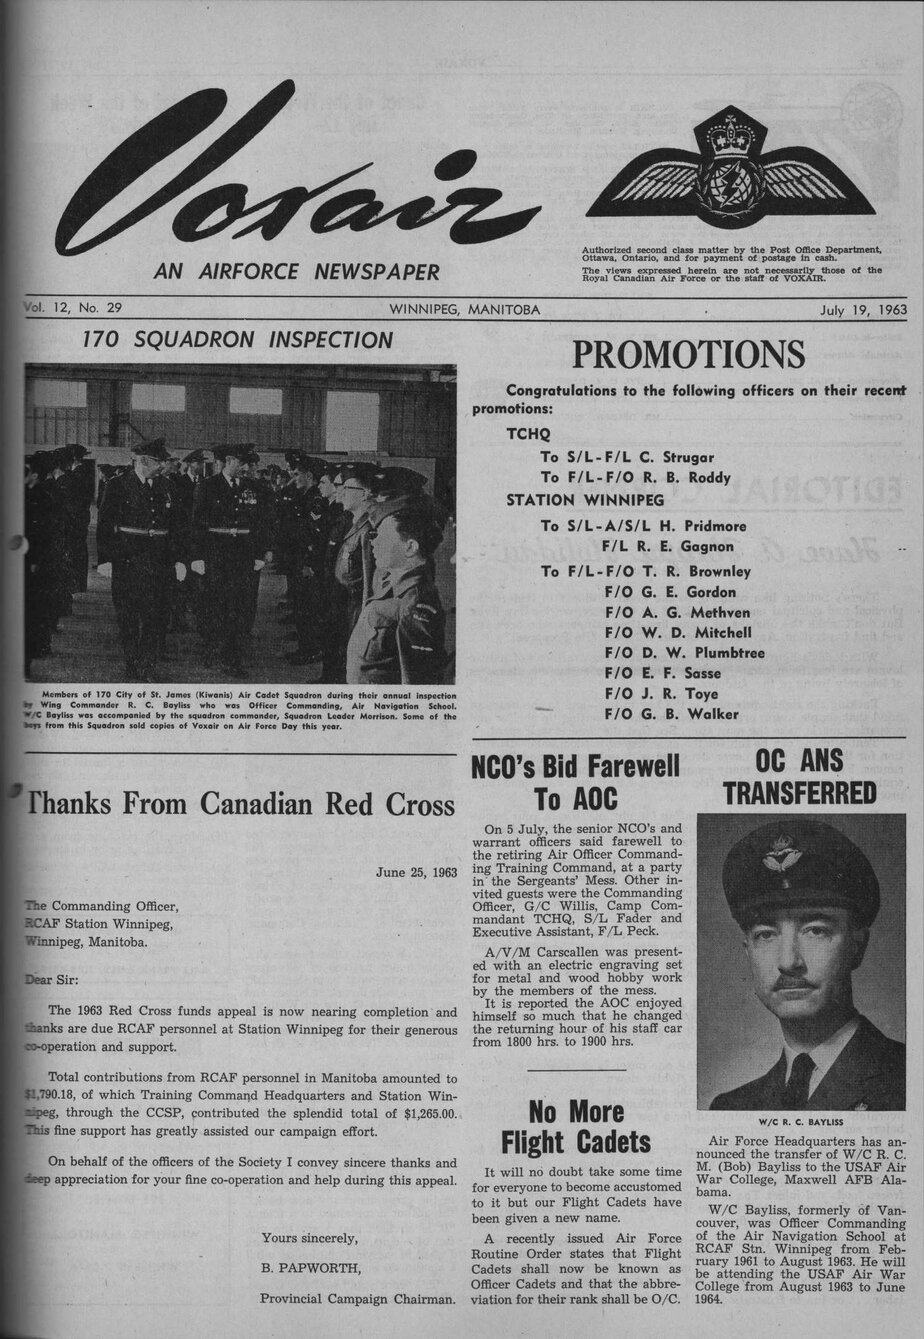 Voxair
AN AIRFORCE NEWSPAPER
Authorized second class matter by the Post Office Department,
Ottawa, Ontario, and for payment of postage in cash.
The views expressed herein are not necessarily those of the
Royal Canadian Air Force or the staff of VOXAIR.
Vol. 12, No. 29
WINNIPEG, MANITOBA
July 19, 1963
170 SQUADRON INSPECTION
Members of 170 City of St. James (Kiwanis) Air Cadet Squadron during their annual inspection
by Wing Commander R. C. Bayliss who was Officer Commanding, Air Navigation School.
W/C Bayliss was accompanied by the squadron commander, Squadron Leader Morrison. Some of the
boys from this Squadron sold copies of Voxair on Air Force Day this year.
PROMOTIONS
Congratulations to the following officers on their recent
promotions:
TCHQ
To S/L-F/L C. Strugar
To F/L-F/O R. B. Roddy
STATION WINNIPEG
To S/L-A/S/L H. Pridmore
F/L R. E. Gagnon
To F/L-F/O T. R. Brownley
F/O G. E. Gordon
F/O A. G. Methven
F/O W. D. Mitchell
F/O D. W. Plumbtree
F/O E. F. Sasse
F/O J. R. Toye
F/O G. B. Walker
Thanks From Canadian Red Cross
June 25, 1963
The Commanding Officer,
RCAF Station Winnipeg,
Winnipeg, Manitoba.
Dear Sir:
The 1963 Red Cross funds appeal is now nearing completion and
thanks are due RCAF personnel at Station Winnipeg for their generous
co-operation and support.
Total contributions from RCAF personnel in Manitoba amounted to
$1,790.18, of which Training Command Headquarters and Station Win-
nipeg, through the CCSP, contributed the splendid total of $1,265.00.
This fine support has greatly assisted our campaign effort.
On behalf of the officers of the Society I convey sincere thanks and
deep appreciation for your fine co-operation and help during this appeal.
Yours sincerely,
B. PAPWORTH,
Provincial Campaign Chairman.
NCO's Bid Farewell
To AOC
On 5 July, the senior NCO's and
warrant officers said farewell to
the retiring Air Officer Command-
ing Training Command, at a party
in the Sergeants' Mess. Other in-
vited guests were the Commanding
Officer, G/C Willis, Camp Com-
mandant TCHQ, S/L Fader and
Executive Assistant, F/L Peck.
A/V/M Carscallen was present-
ed with an electric engraving set
for metal and wood hobby work
by the members of the mess.
It is reported the AOC enjoyed
himself so much that he changed
the returning hour of his staff car
from 1800 hrs. to 1900 hrs.
No More
Flight Cadets
It will no doubt take some time
for everyone to become accustomed
to it but our Flight Cadets have
been given a new name.
A recently issued Air Force
Routine Order states that Flight
Cadets shall now be known as
Officer Cadets and that the abbre-
viation for their rank shall be O/C.
OC ANS
TRANSFERRED
W/C R. C. BAYLISS
Air Force Headquarters has an-
nounced the transfer of W/C R. C.
M. (Bob) Bayliss to the USAF Air
War College, Maxwell AFB Ala-
bama.
W/C Bayliss, formerly of Van-
couver, was Officer Commanding
of the Air Navigation School at
RCAF Stn. Winnipeg from Feb-
ruary 1961 to August 1963. He will
be attending the USAF Air War
College from August 1963 to June
1964.